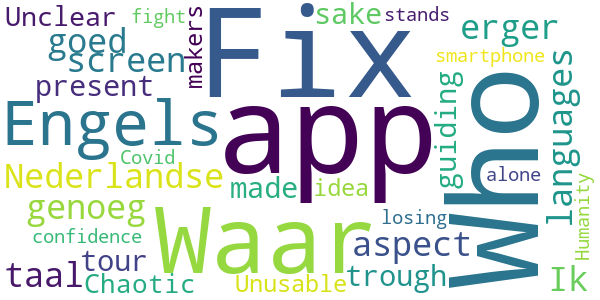 Unclear fight Fix sake stands
goed screen makers erger
present smartphone
Engels app Who languages
Covid guiding alone
Nederlandse made idea Humanity
genoeg Waar losing
confidence aspect
taal tour trough Ik
Chaotic Unusable